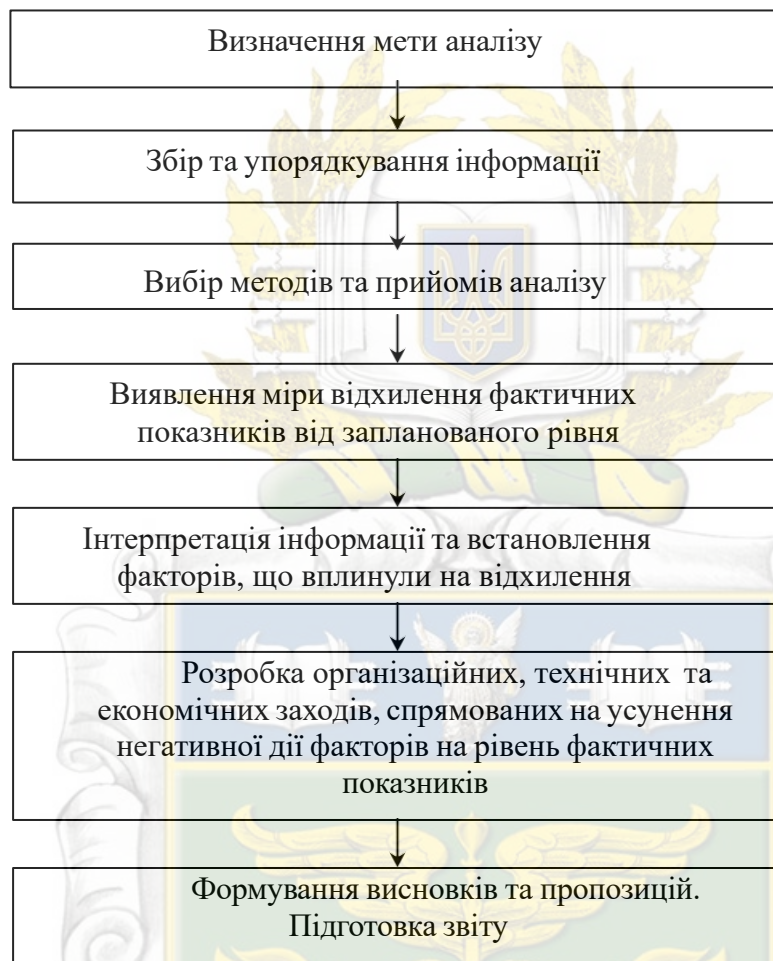 Визначення мети аналізу
Збір та упорядкування інформації
Вибір методів та прийомів аналізу
Виявлення міри відхилення фактичних
показників від запланованого рівня
Інтерпретація інформації та встановлення
факторів, що вплинули на відхилення
Розробка організаційних, технічних та
економічних заходів, спрямованих на усунення
негативної дії факторів на рівень фактичних
показників
Формування висновків та пропозицій.
Підготовка звіту